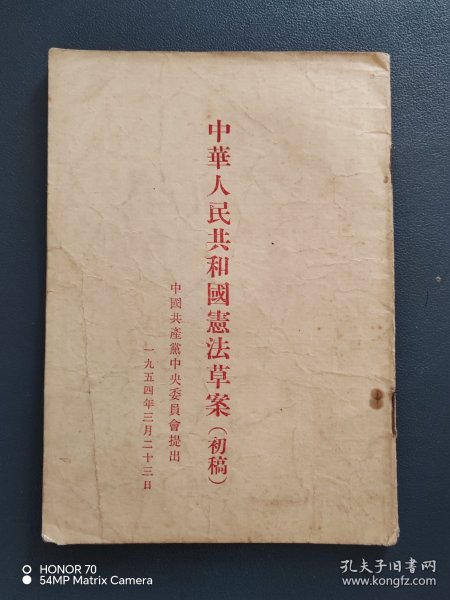 中華人民共和國憲法草案(初稿)
中國共產黨中央委員會提出
一九五四年三月二十三日
HONOR 70
54MP Matrix Camera
孔夫子旧书网
www.kongfz.com